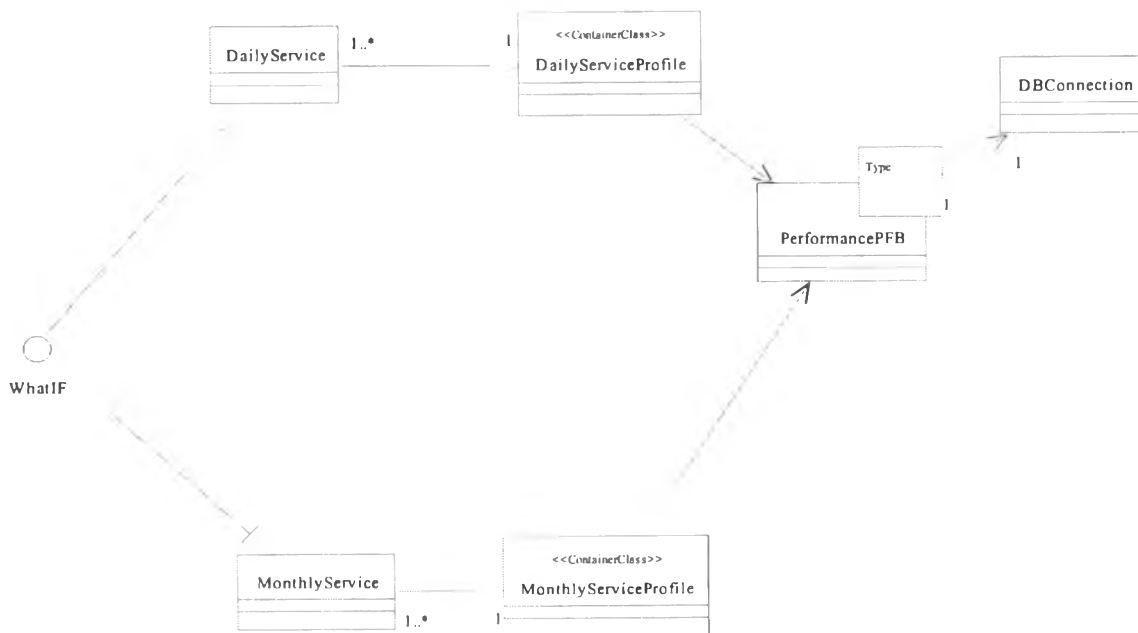 1..*
1
DailyService
<<ContainerClass>>
DailyServiceProfile
DBConnection
1
Type
1
PerformancePFB
WhatIF
MonthlyService
1..*
1
<<ContainerClass>>
MonthlyServiceProfile